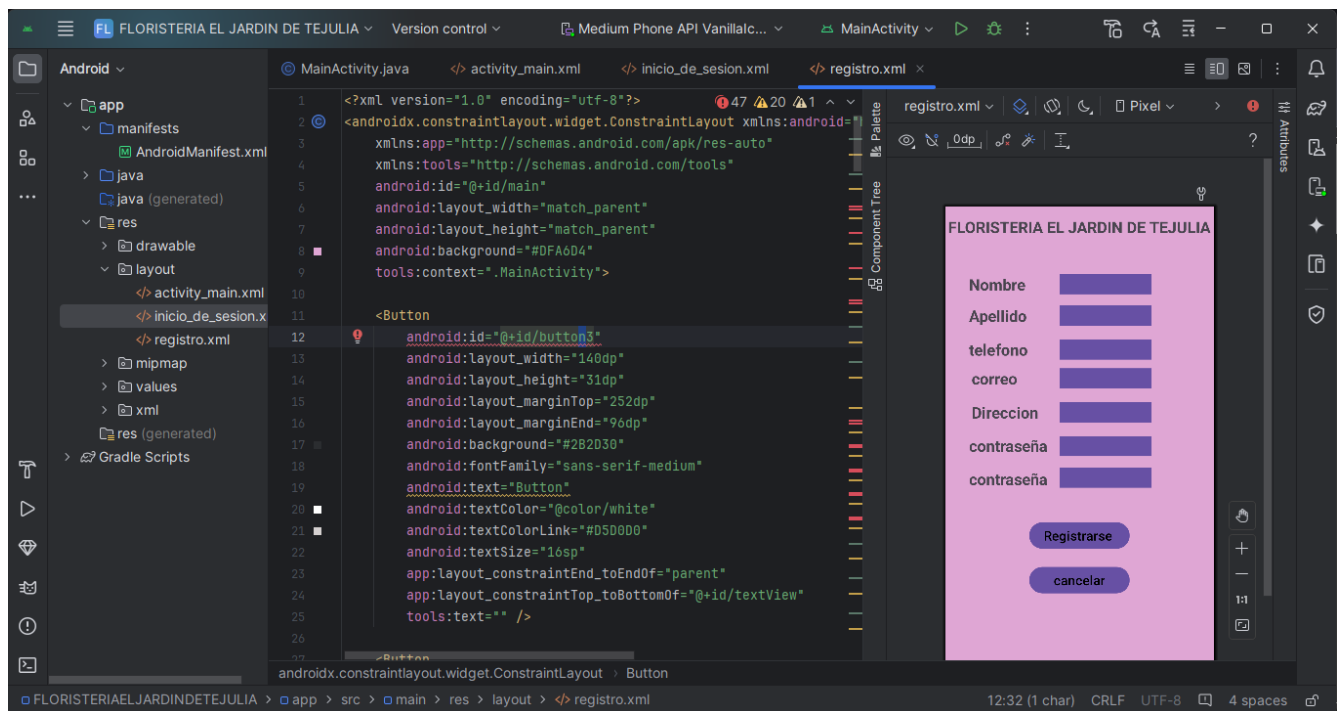 FL FLORISTERIA EL JARDIN DE TEJULIA Version control Medium Phone API VanillaIc... MainActivity
Android
MainActivity.java activity_main.xml inicio_de_sesion.xml registro.xml
app
manifests
AndroidManifest.xml
java
java (generated)
res
drawable
layout
activity_main.xml
inicio_de_sesion.x
registro.xml
mipmap
values
xml
res (generated)
Gradle Scripts
47 20 1
1 <?xml version="1.0" encoding="utf-8"?>
2 <androidx.constraintlayout.widget.ConstraintLayout xmlns:android="
3 xmlns:app="http://schemas.android.com/apk/res-auto"
4 xmlns:tools="http://schemas.android.com/tools"
5 android:id="@+id/main"
6 android:layout_width="match_parent"
7 android:layout_height="match_parent"
8 android:background="#DFA6D4"
9 tools:context=".MainActivity">
10
11 <Button
12 android:id="@+id/button3"
13 android:layout_width="140dp"
14 android:layout_height="31dp"
15 android:layout_marginTop="252dp"
16 android:layout_marginEnd="96dp"
17 android:background="#2B2D30"
18 android:fontFamily="sans-serif-medium"
19 android:text="Button"
20 android:textColor="@color/white"
21 android:textColorLink="#D5D0D0"
22 android:textSize="16sp"
23 app:layout_constraintEnd_toEndOf="parent"
24 app:layout_constraintTop_toBottomOf="@+id/textView"
25 tools:text="" />
26
27 <Button
androidx.constraintlayout.widget.ConstraintLayout Button
Palette
Component Tree
registro.xml Pixel
0dp ?
Attributes
FLORISTERIA EL JARDIN DE TEJULIA
Nombre
Apellido
telefono
correo
Direccion
contraseña
contraseña
Registrarse
cancelar
1:1
FLORISTERIAELJARDINDETEJULIA > app > src > main > res > layout > registro.xml 12:32 (1 char) CRLF UTF-8 4 spaces